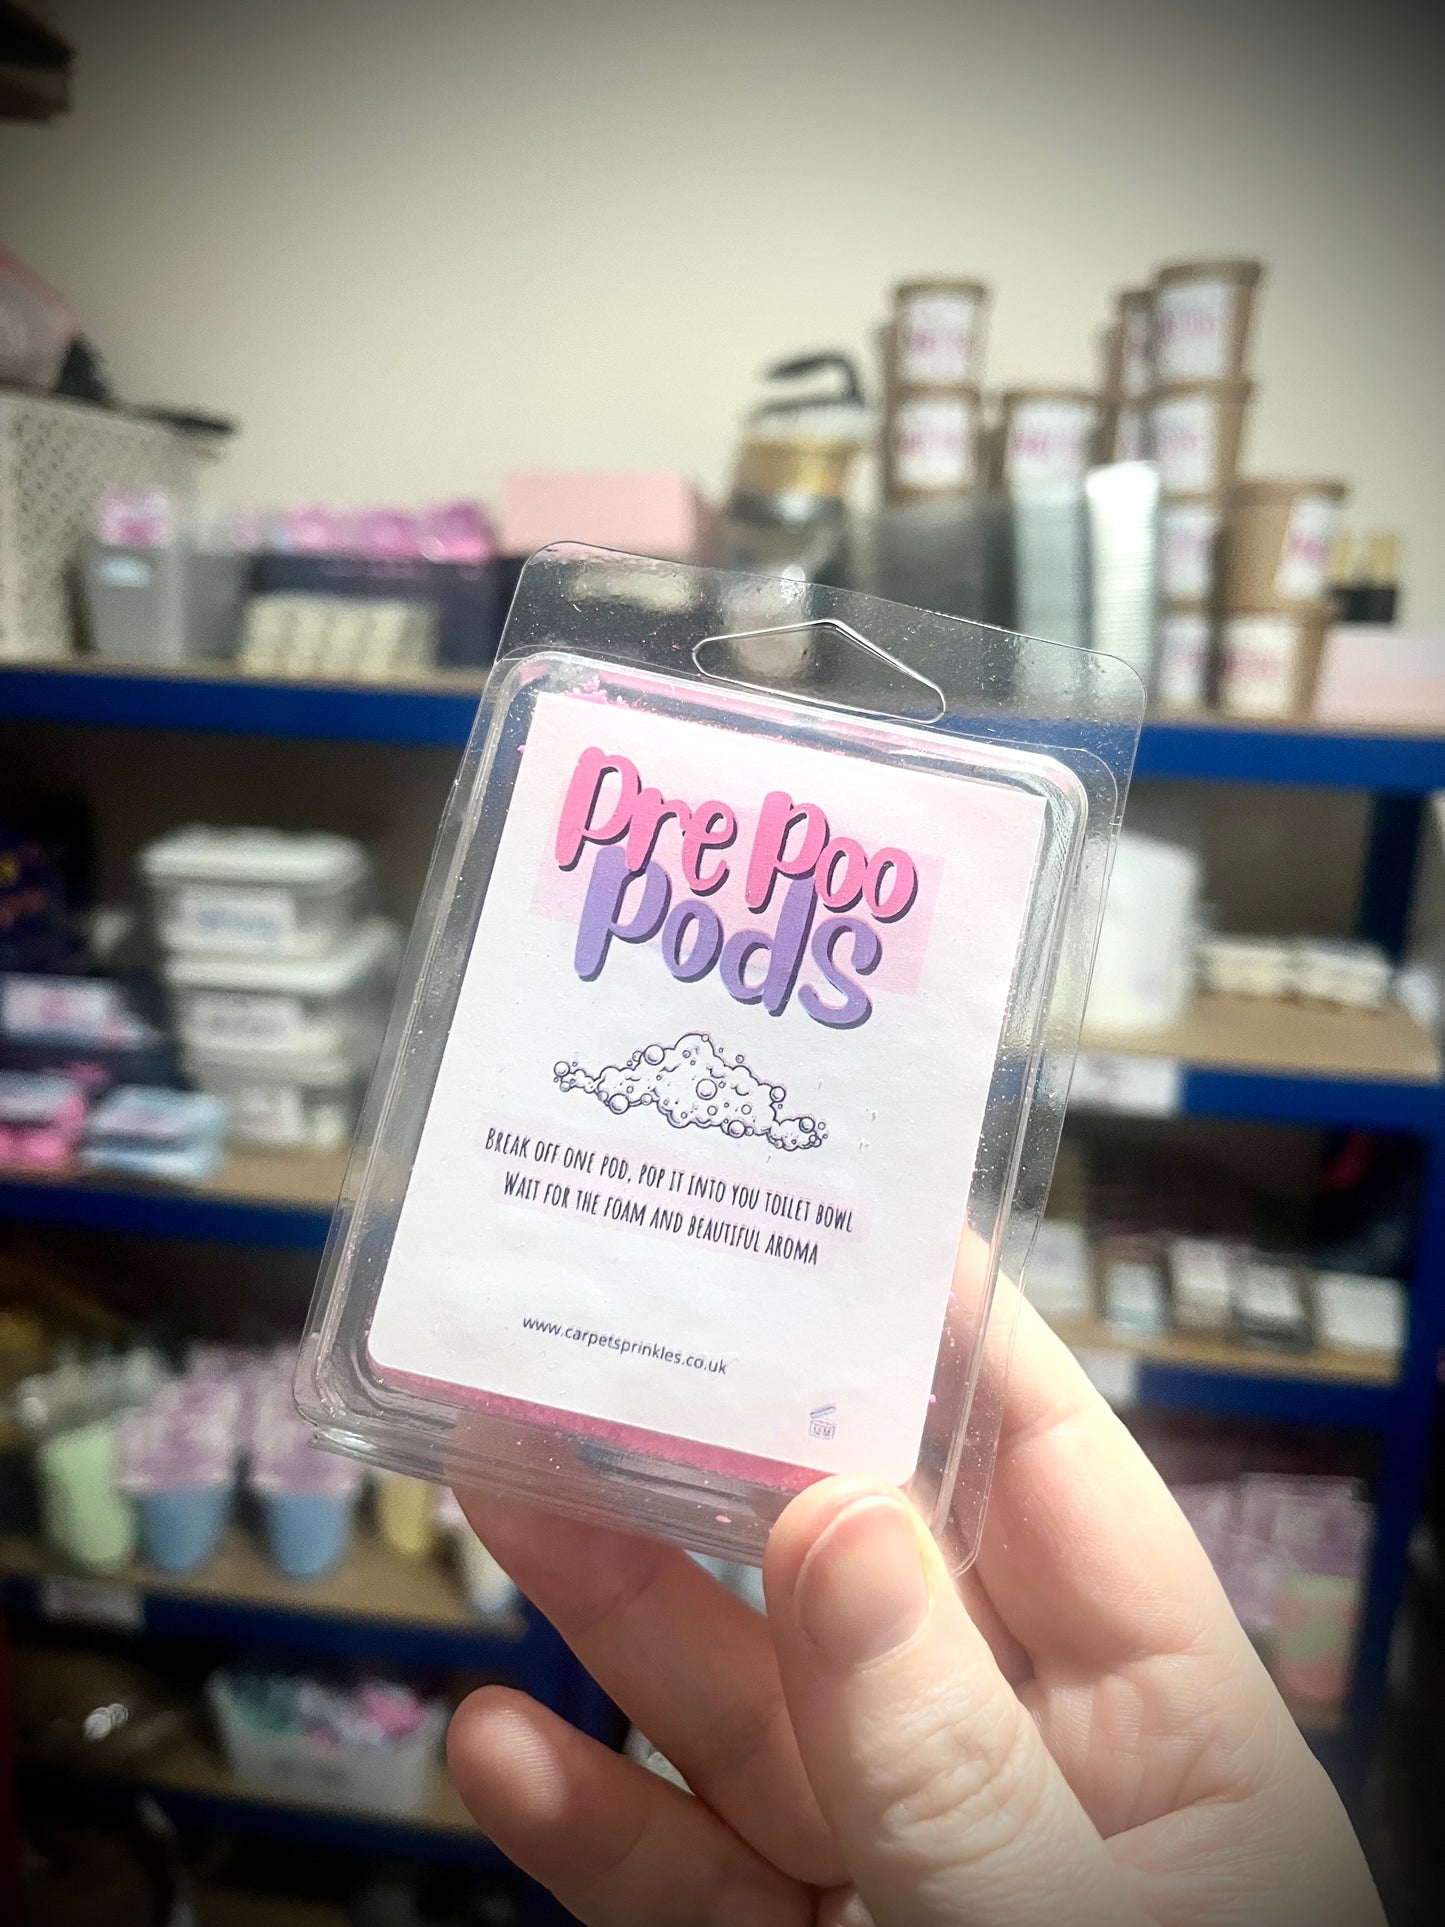 Pre Poo
Pods
BREAK OFF ONE POD, POP IT INTO YOU TOILET BOWL
WAIT FOR THE FOAM AND BEAUTIFUL AROMA
www.carpetsprinkles.co.uk